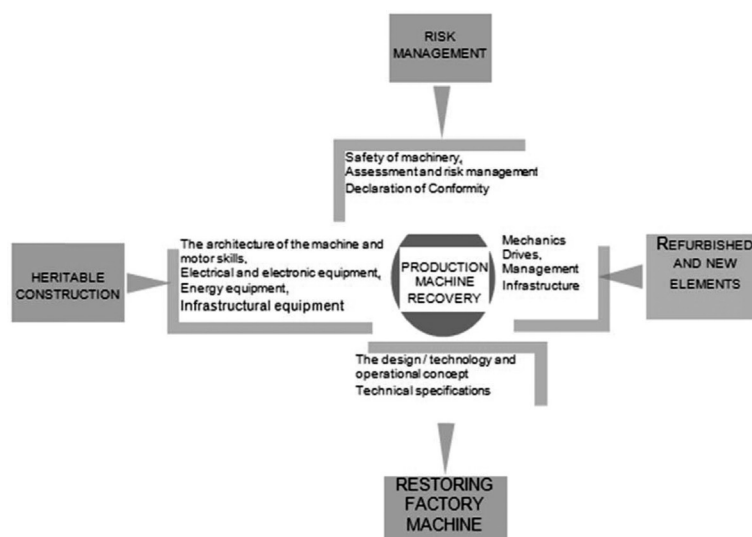 RISK
MANAGEMENT
Safety of machinery,
Assessment and risk management
Declaration of Conformity
HERITABLE
CONSTRUCTION
The architecture of the machine and
motor skills,
Electrical and electronic equipment,
Energy equipment,
Infrastructural equipment
PRODUCTION
MACHINE
RECOVERY
Mechanics
Drives,
Management
Infrastructure
REFURBISHED
AND NEW
ELEMENTS
The design / technology and
operational concept
Technical specifications
RESTORING
FACTORY
MACHINE